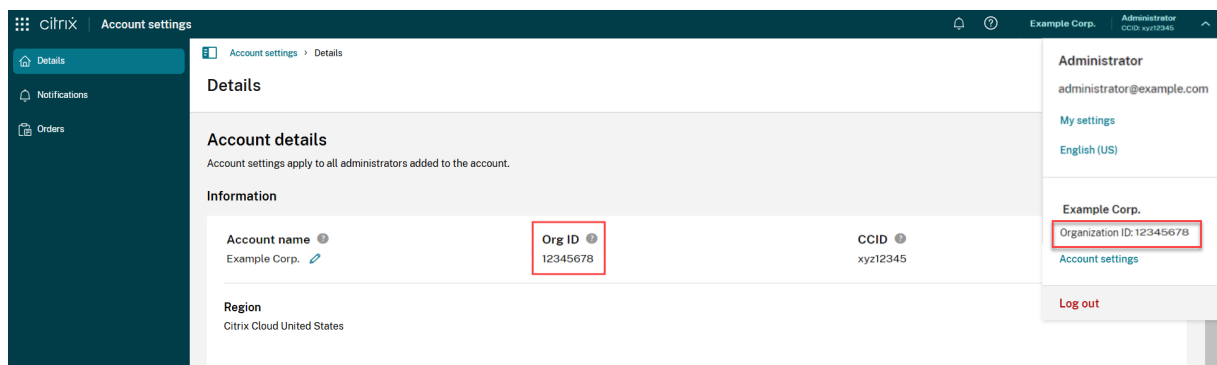 citrix Account settings Example Corp. Administrator
CCID: xyz12345
Details
Notifications
Orders
Account settings > Details
Details
Account details
Account settings apply to all administrators added to the account.
Information
Account name Org ID CCID
Example Corp. 12345678 xyz12345
Region
Citrix Cloud United States
Administrator
administrator@example.com
My settings
English (US)
Example Corp.
Organization ID: 12345678
Account settings
Log out